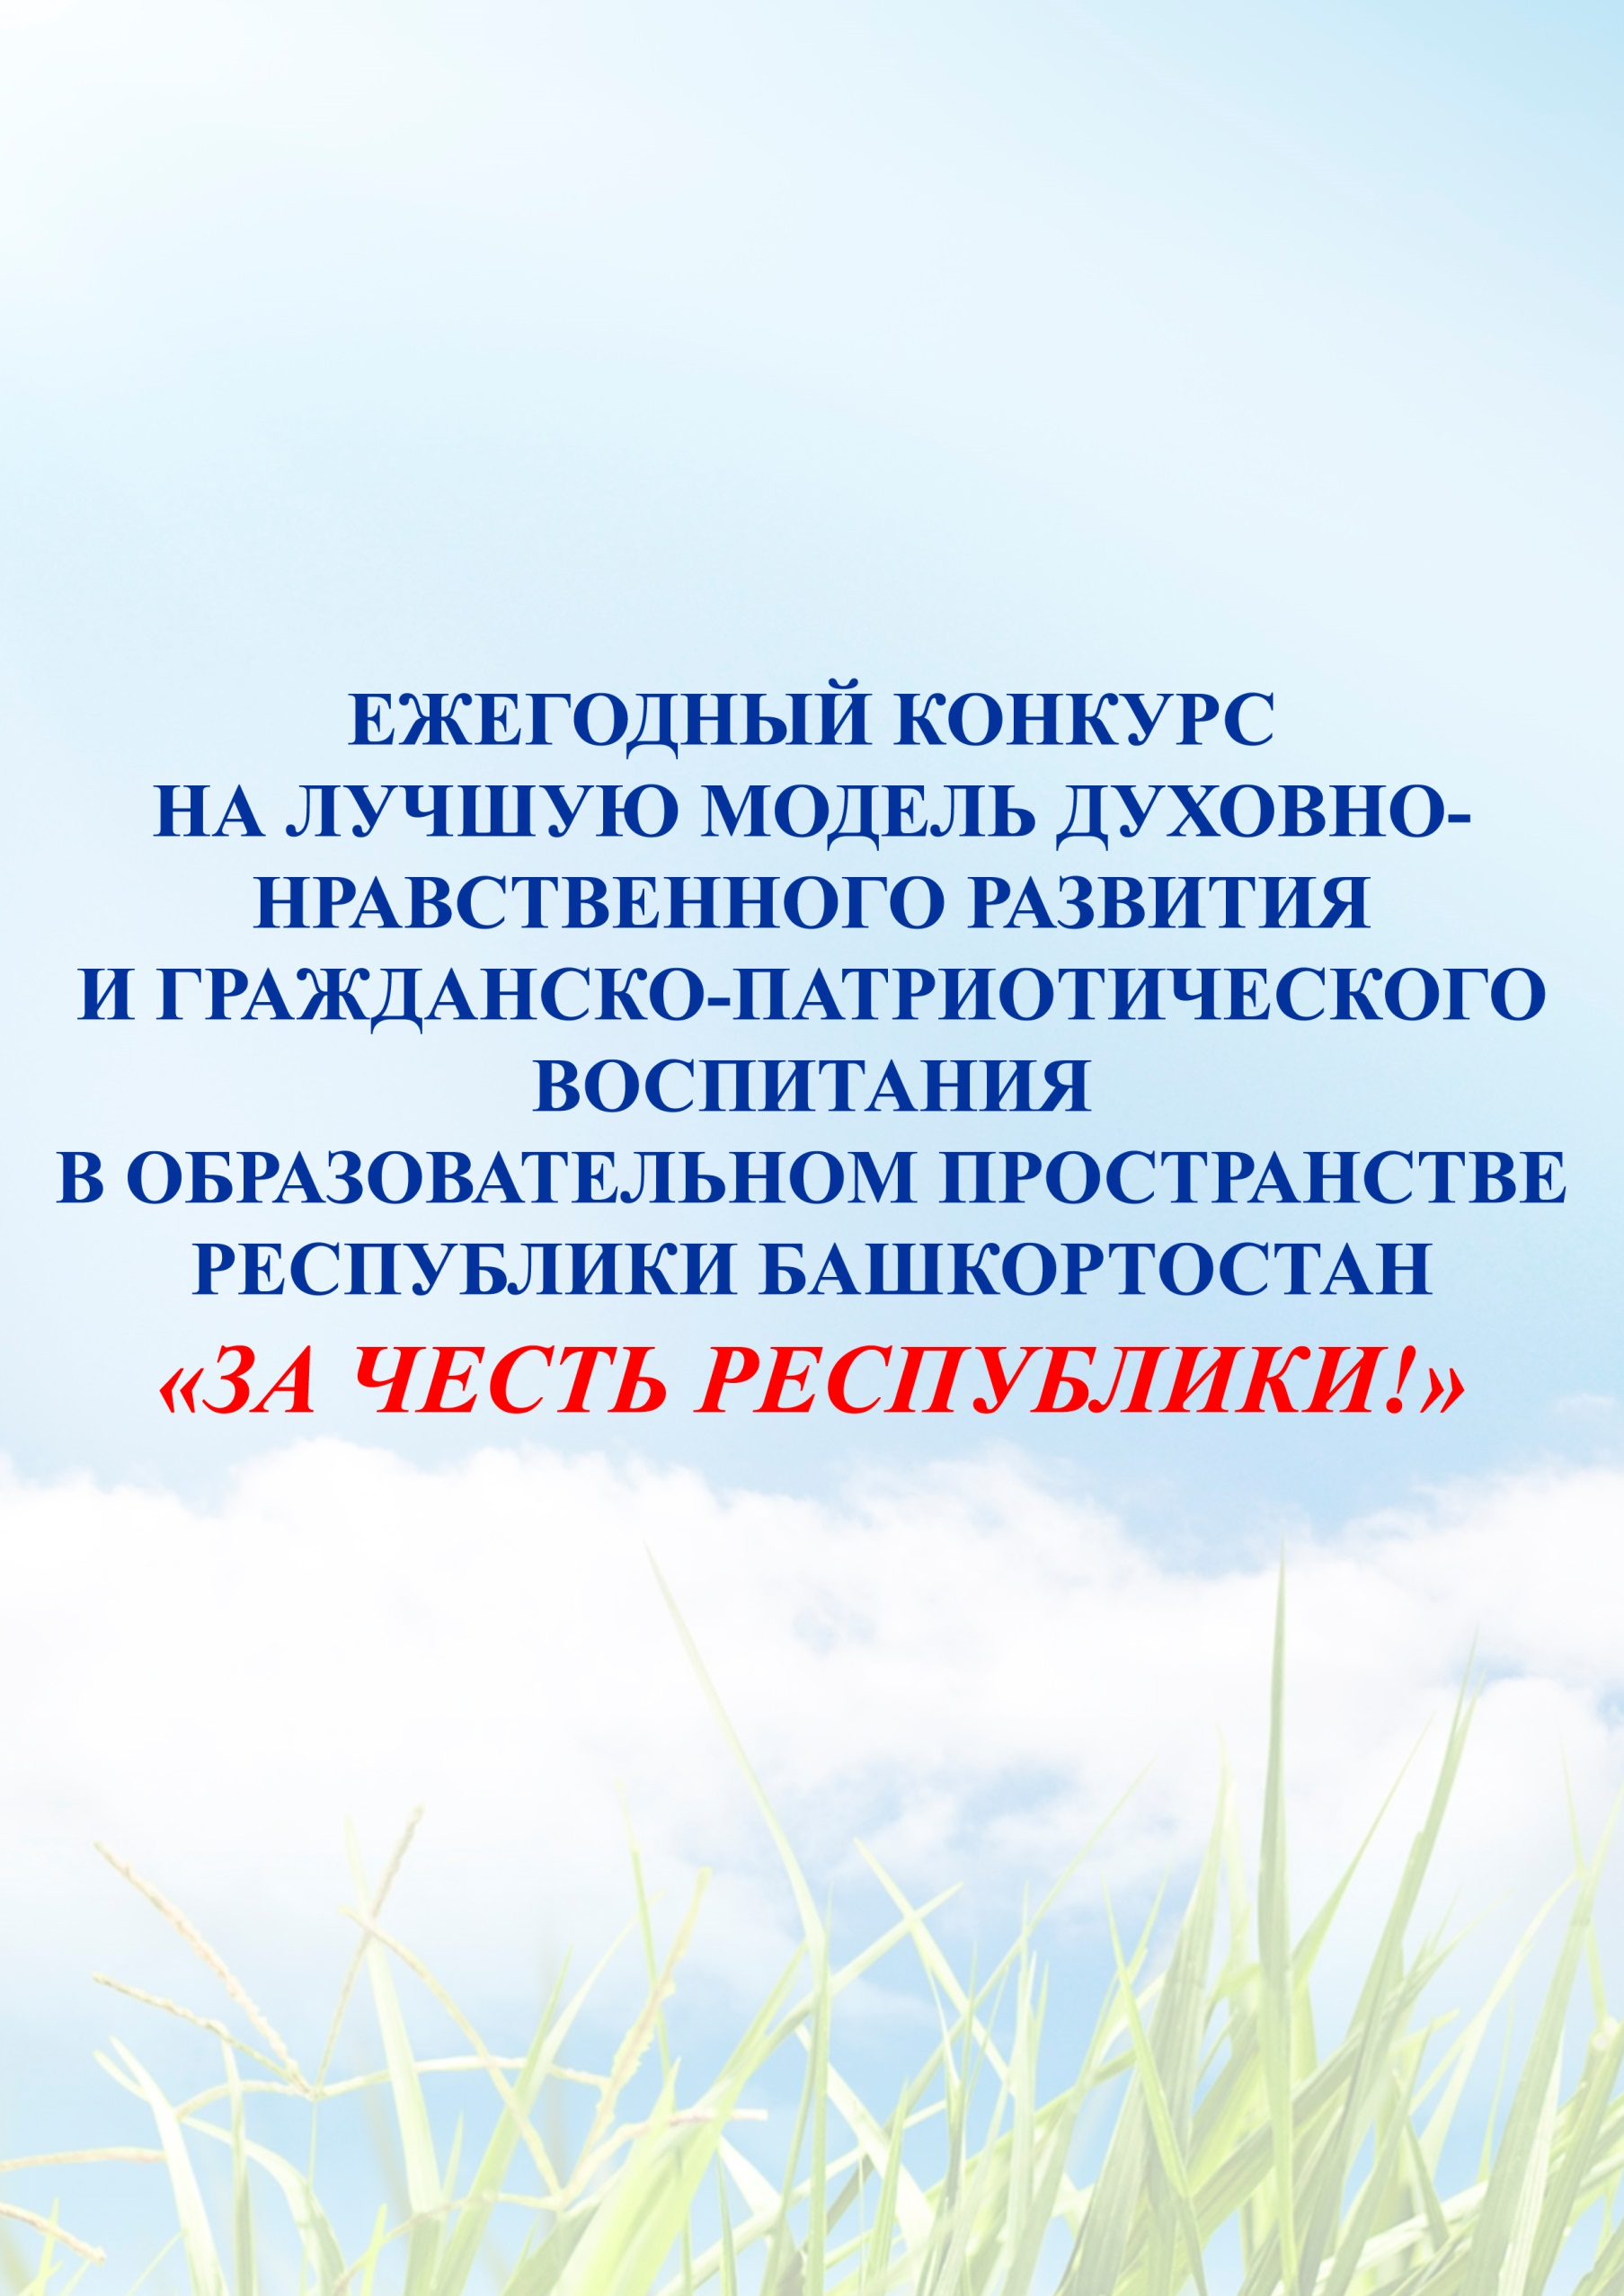 ЕЖЕГОДНЫЙ КОНКУРС
НА ЛУЧШУЮ МОДЕЛЬ ДУХОВНО-
НРАВСТВЕННОГО РАЗВИТИЯ
И ГРАЖДАНСКО-ПАТРИОТИЧЕСКОГО
ВОСПИТАНИЯ
В ОБРАЗОВАТЕЛЬНОМ ПРОСТРАНСТВЕ
РЕСПУБЛИКИ БАШКОРТОСТАН
«ЗА ЧЕСТЬ РЕСПУБЛИКИ!»